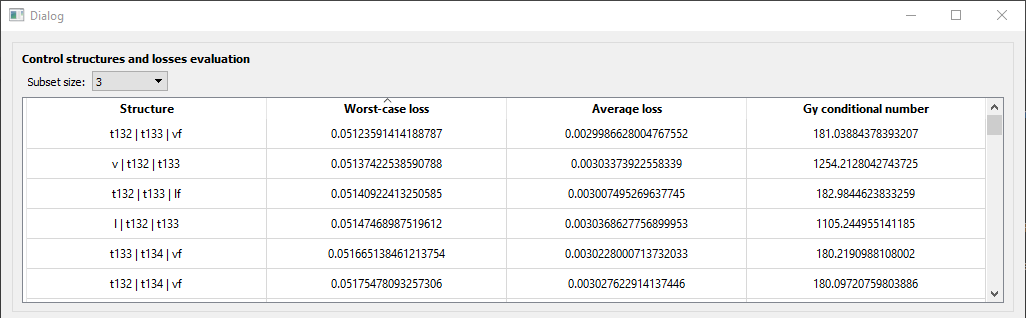 Dialog
Control structures and losses evaluation
Subset size: 3
Structure Worst-case loss Average loss Gy conditional number
t132 | t133 | vf 0.05123591414188787 0.0029986628004767552 181.03884378393207
v | t132 | t133 0.05137422538590788 0.00303373922558339 1254.2128042743725
t132 | t133 | lf 0.05140922413250585 0.003007495269637745 182.9844623833259
l | t132 | t133 0.05147468987519612 0.0030368627756899953 1105.244955141185
t133 | t134 | vf 0.051665138461213754 0.0030228000713732033 180.2190988108002
t132 | t134 | vf 0.05175478093257306 0.003027622914137446 180.09720759803886